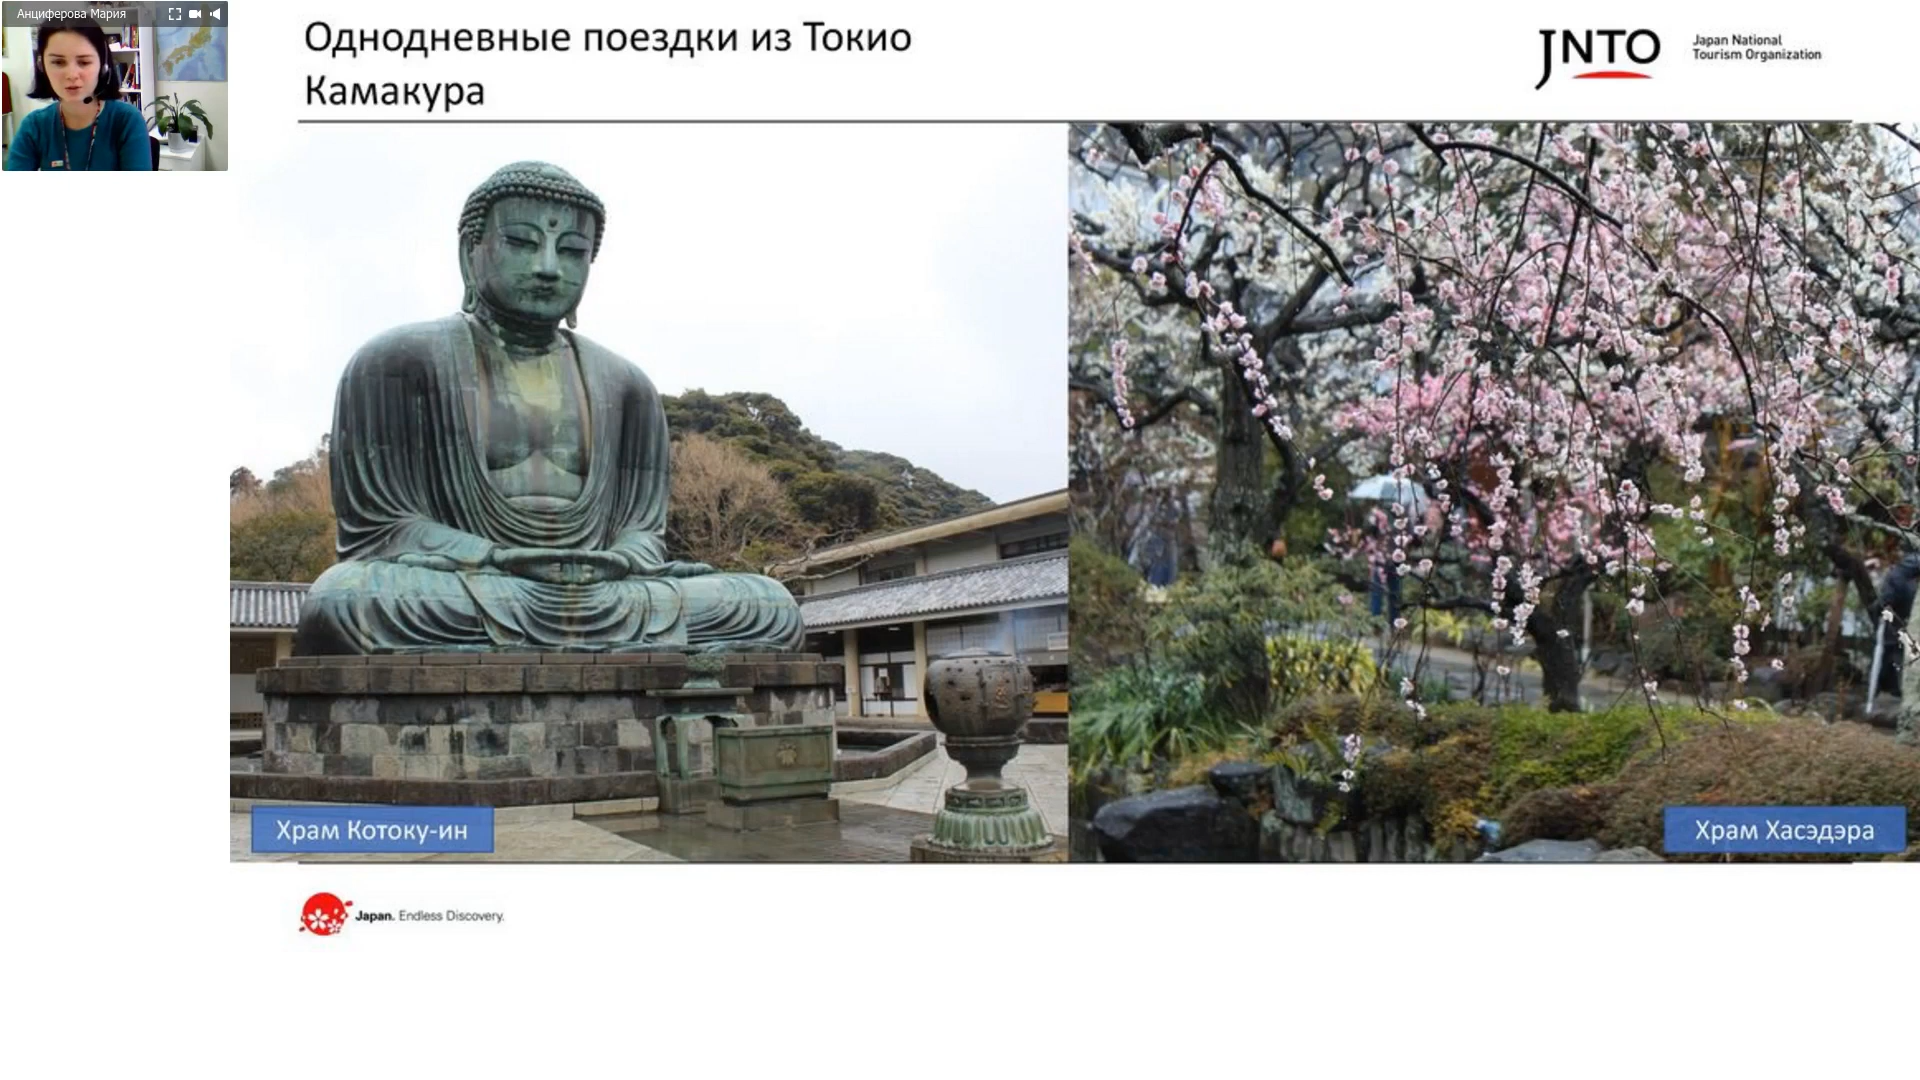 Анциферова Мария
Однодневные поездки из Токио
Камакура
JNTO
Japan National
Tourism Organization
Храм Котоку-ин
Храм Хасэдэра
Japan. Endless Discovery.